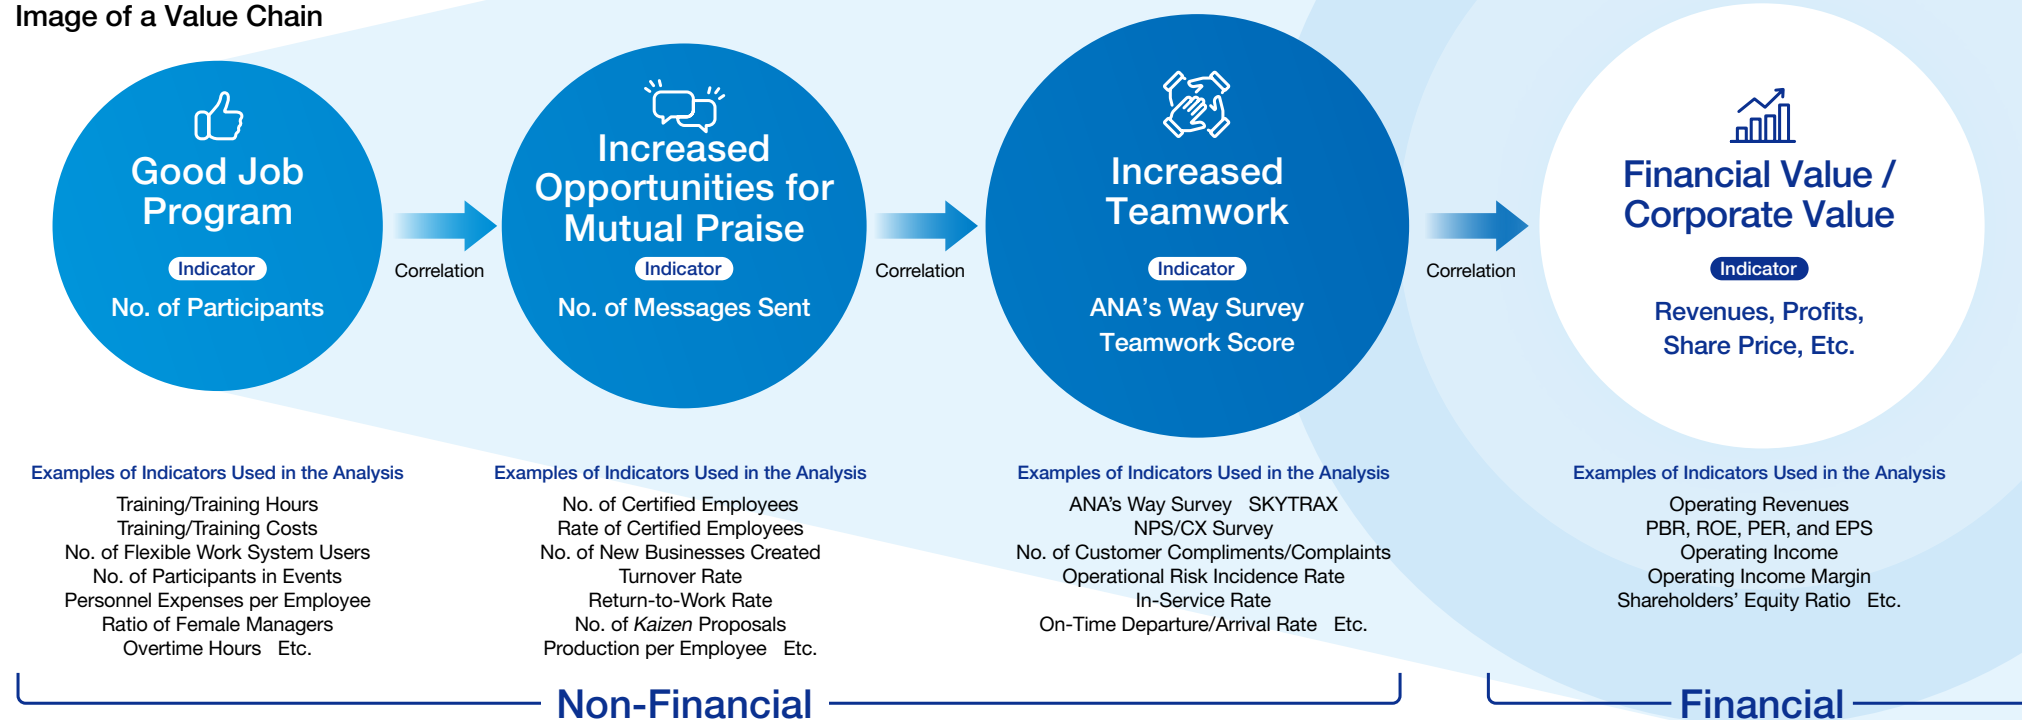 Image of a Value Chain
Good Job
Program
Indicator
No. of Participants
Correlation
Increased
Opportunities for
Mutual Praise
Indicator
No. of Messages Sent
Correlation
Increased
Teamwork
Indicator
ANA's Way Survey
Teamwork Score
Correlation
Financial Value /
Corporate Value
Indicator
Revenues, Profits,
Share Price, Etc.
Examples of Indicators Used in the Analysis
Training/Training Hours
Training/Training Costs
No. of Flexible Work System Users
No. of Participants in Events
Personnel Expenses per Employee
Ratio of Female Managers
Overtime Hours Etc.
Examples of Indicators Used in the Analysis
No. of Certified Employees
Rate of Certified Employees
No. of New Businesses Created
Turnover Rate
Return-to-Work Rate
No. of Kaizen Proposals
Production per Employee Etc.
Examples of Indicators Used in the Analysis
ANA's Way Survey SKYTRAX
NPS/CX Survey
No. of Customer Compliments/Complaints
Operational Risk Incidence Rate
In-Service Rate
On-Time Departure/Arrival Rate Etc.
Examples of Indicators Used in the Analysis
Operating Revenues
PBR, ROE, PER, and EPS
Operating Income
Operating Income Margin
Shareholders' Equity Ratio Etc.
Non-Financial
Financial